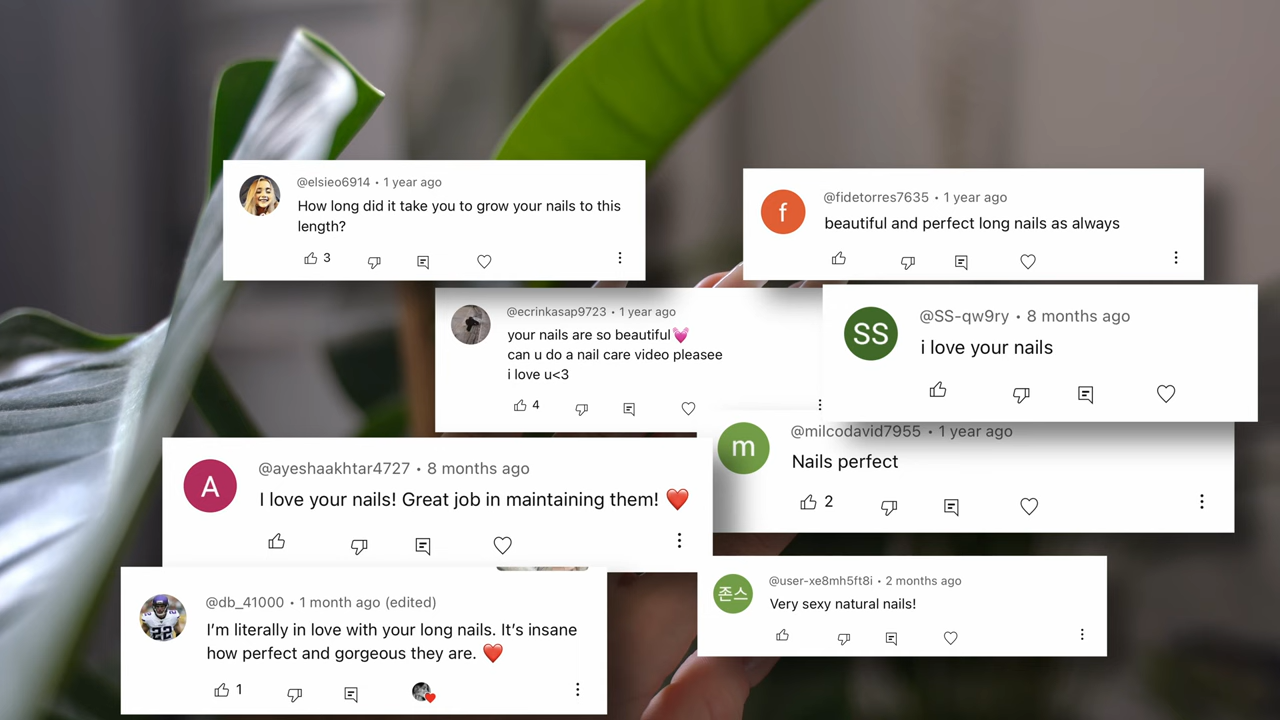 @elsieo6914 • 1 year ago
How long did it take you to grow your nails to this
length?
3
f
@fidetorres7635 • 1 year ago
beautiful and perfect long nails as always
@ecrinkasap9723 • 1 year ago
your nails are so beautiful💓
can u do a nail care video pleasee
i love u<3
4
SS
@SS-qw9ry • 8 months ago
i love your nails
m
@milcodavid7955 • 1 year ago
Nails perfect
2
A
@ayeshaakhtar4727 • 8 months ago
I love your nails! Great job in maintaining them! ❤️
@db_41000 • 1 month ago (edited)
I’m literally in love with your long nails. It’s insane
how perfect and gorgeous they are. ❤️
1
존스
@user-xe8mh5ft8i • 2 months ago
Very sexy natural nails!